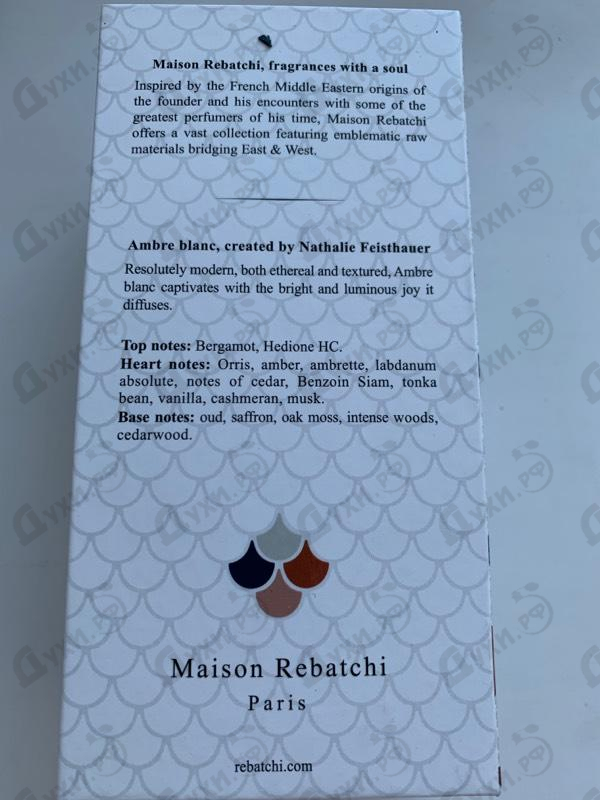 Maison Rebatchi, fragrances with a soul
Inspired by the French Middle Eastern origins of
the founder and his encounters with some of the
greatest perfumers of his time, Maison Rebatchi
offers a vast collection featuring emblematic raw
materials bridging East & West.
Ambre blanc, created by Nathalie Feisthauer
Resolutely modern, both ethereal and textured, Ambre
blanc captivates with the bright and luminous joy it
diffuses.
Top notes: Bergamot, Hedione HC.
Heart notes: Orris, amber, ambrette, labdanum
absolute, notes of cedar, Benzoin Siam, tonka
bean, vanilla, cashmeran, musk.
Base notes: oud, saffron, oak moss, intense woods,
cedarwood.
Maison Rebatchi
Paris
rebatchi.com
Духи.рф